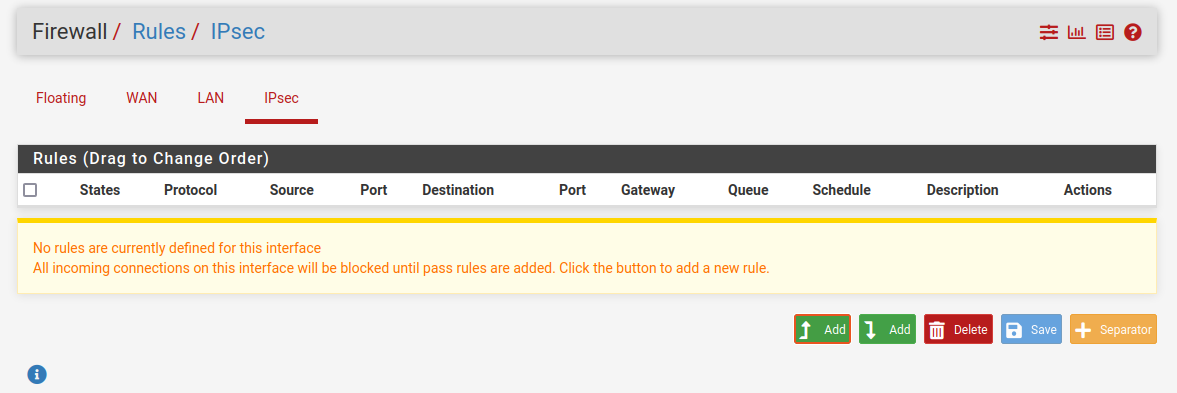 Firewall / Rules / IPsec
Floating WAN LAN IPsec
Rules (Drag to Change Order)
States Protocol Source Port Destination Port Gateway Queue Schedule Description Actions
No rules are currently defined for this interface
All incoming connections on this interface will be blocked until pass rules are added. Click the button to add a new rule.
Add Add Delete Save Separator